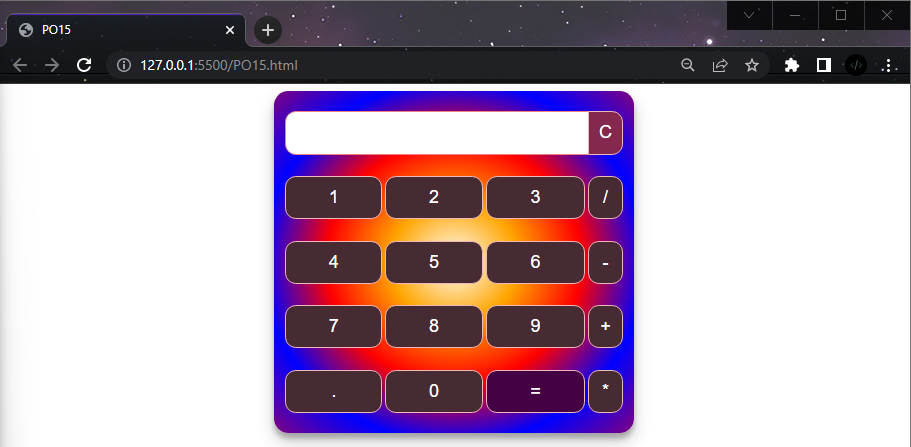 PO15
127.0.0.1:5500/PO15.html
C
1 2 3 /
4 5 6 -
7 8 9 +
. 0 = *